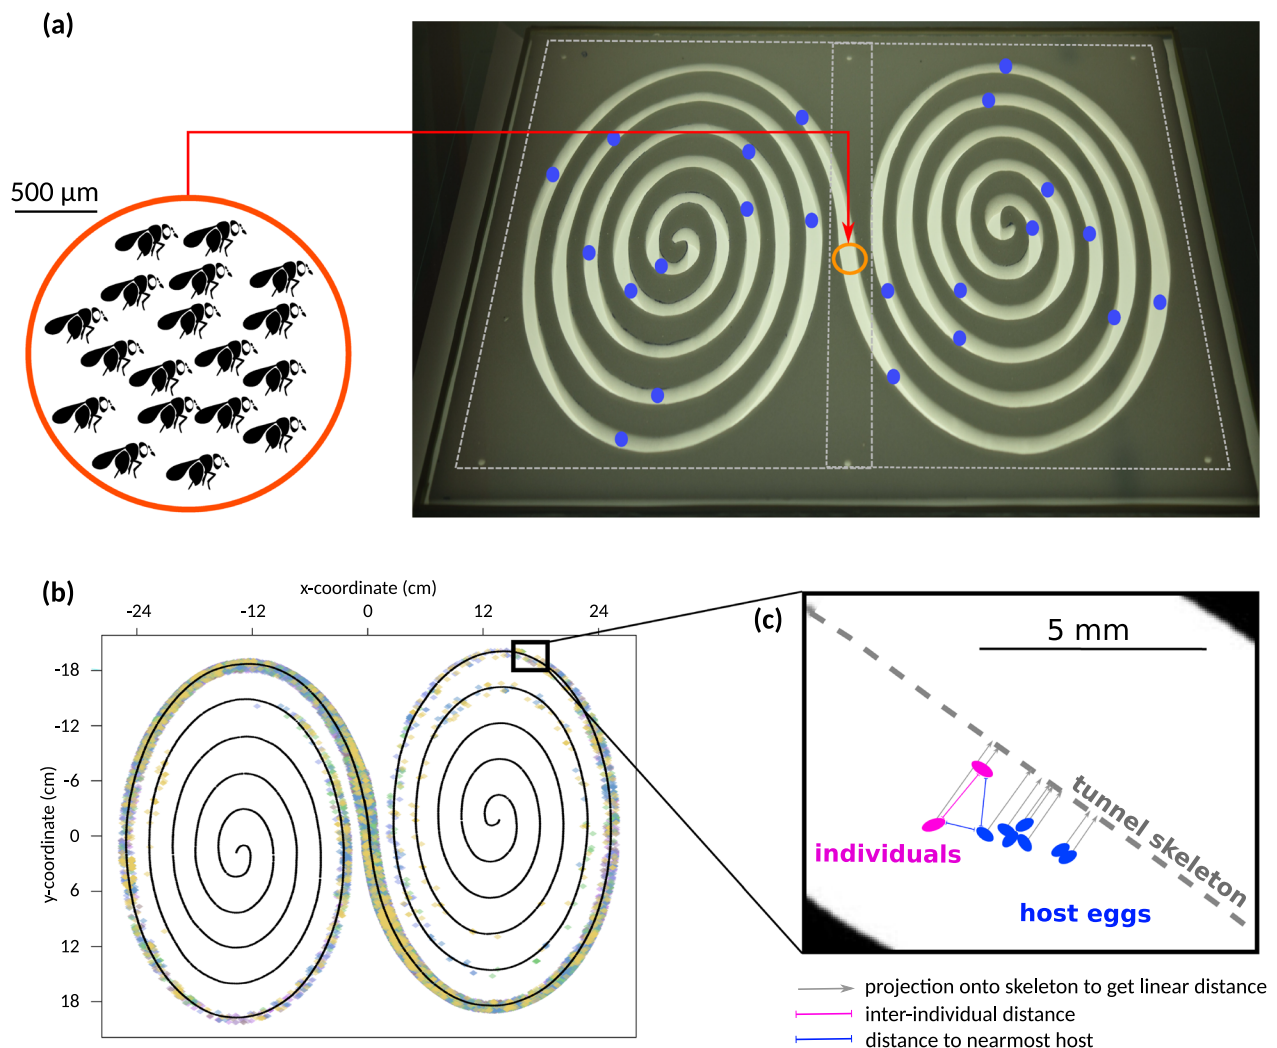 (a)
500 µm
(b)
x-coordinate (cm)
-24 -12 0 12 24
y-coordinate (cm)
-18
-12
-6
0
6
12
18
(c)
5 mm
tunnel skeleton
individuals
host eggs
projection onto skeleton to get linear distance
inter-individual distance
distance to nearmost host